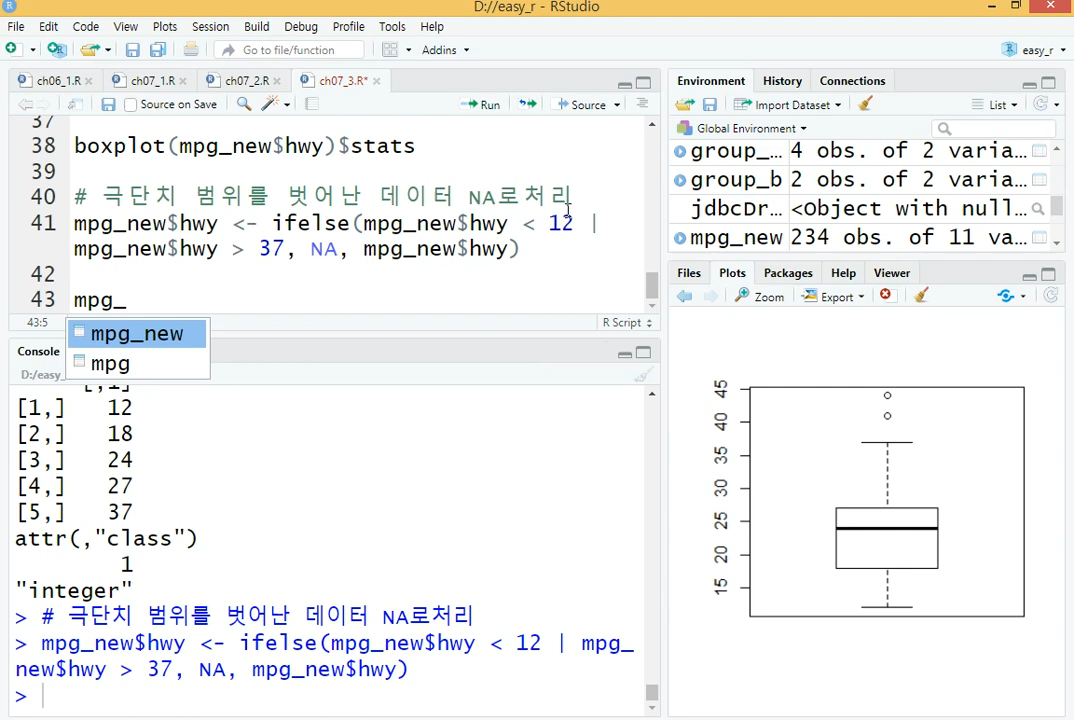 D://easy_r - RStudio
File Edit Code View Plots Session Build Debug Profile Tools Help
Go to file/function Addins easy_r
ch06_1.R ch07_1.R ch07_2.R ch07_3.R*
Source on Save Run Source
37
38 boxplot(mpg_new$hwy)$stats
39
40 # 극단치 범위를 벗어난 데이터 NA로처리
41 mpg_new$hwy <- ifelse(mpg_new$hwy < 12 |
mpg_new$hwy > 37, NA, mpg_new$hwy)
42
43 mpg_
43:5 R Script
mpg_new
mpg
Console
D:/easy_
[,1]
[1,] 12
[2,] 18
[3,] 24
[4,] 27
[5,] 37
attr(,"class")
1
"integer"
> # 극단치 범위를 벗어난 데이터 NA로처리
> mpg_new$hwy <- ifelse(mpg_new$hwy < 12 | mpg_
new$hwy > 37, NA, mpg_new$hwy)
>
Environment History Connections
Import Dataset List
Global Environment
group_... 4 obs. of 2 varia...
group_b 2 obs. of 2 varia...
jdbcDr... <Object with null...
mpg_new 234 obs. of 11 va...
Files Plots Packages Help Viewer
Zoom Export
45
40
35
30
25
20
15